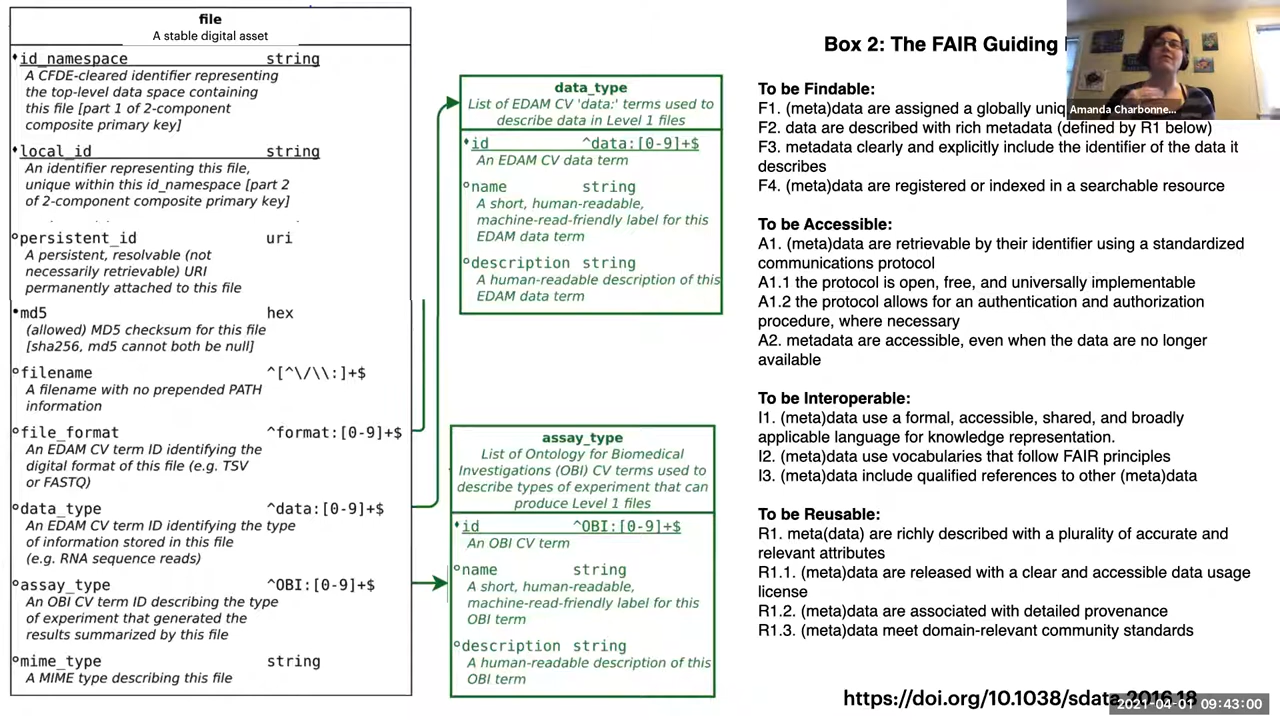 file
A stable digital asset
id_namespace string
A CFDE-cleared identifier representing
the top-level data space containing
this file [part 1 of 2-component
composite primary key]
local_id string
An identifier representing this file,
unique within this id_namespace [part 2
of 2-component composite primary key]
persistent_id uri
A persistent, resolvable (not
necessarily retrievable) URI
permanently attached to this file
md5 hex
(allowed) MD5 checksum for this file
[sha256, md5 cannot both be null]
filename ^[^\/\\:]+$
A filename with no prepended PATH
information
file_format ^format:[0-9]+$
An EDAM CV term ID identifying the
digital format of this file (e.g. TSV
or FASTQ)
data_type ^data:[0-9]+$
An EDAM CV term ID identifying the type
of information stored in this file
(e.g. RNA sequence reads)
assay_type ^OBI:[0-9]+$
An OBI CV term ID describing the type
of experiment that generated the
results summarized by this file
mime_type string
A MIME type describing this file
data_type
List of EDAM CV 'data:' terms used to
describe data in Level 1 files
id ^data:[0-9]+$
An EDAM CV data term
name string
A short, human-readable,
machine-read-friendly label for this
EDAM data term
description string
A human-readable description of this
EDAM data term
assay_type
List of Ontology for Biomedical
Investigations (OBI) CV terms used to
describe types of experiment that can
produce Level 1 files
id ^OBI:[0-9]+$
An OBI CV term
name string
A short, human-readable,
machine-read-friendly label for this
OBI term
description string
A human-readable description of this
OBI term
Box 2: The FAIR Guiding
To be Findable:
F1. (meta)data are assigned a globally uniq
F2. data are described with rich metadata (defined by R1 below)
F3. metadata clearly and explicitly include the identifier of the data it
describes
F4. (meta)data are registered or indexed in a searchable resource
To be Accessible:
A1. (meta)data are retrievable by their identifier using a standardized
communications protocol
A1.1 the protocol is open, free, and universally implementable
A1.2 the protocol allows for an authentication and authorization
procedure, where necessary
A2. metadata are accessible, even when the data are no longer
available
To be Interoperable:
I1. (meta)data use a formal, accessible, shared, and broadly
applicable language for knowledge representation.
I2. (meta)data use vocabularies that follow FAIR principles
I3. (meta)data include qualified references to other (meta)data
To be Reusable:
R1. meta(data) are richly described with a plurality of accurate and
relevant attributes
R1.1. (meta)data are released with a clear and accessible data usage
license
R1.2. (meta)data are associated with detailed provenance
R1.3. (meta)data meet domain-relevant community standards
https://doi.org/10.1038/sdata.2016.18
Amanda Charbonne...
2021-04-01 09:43:00